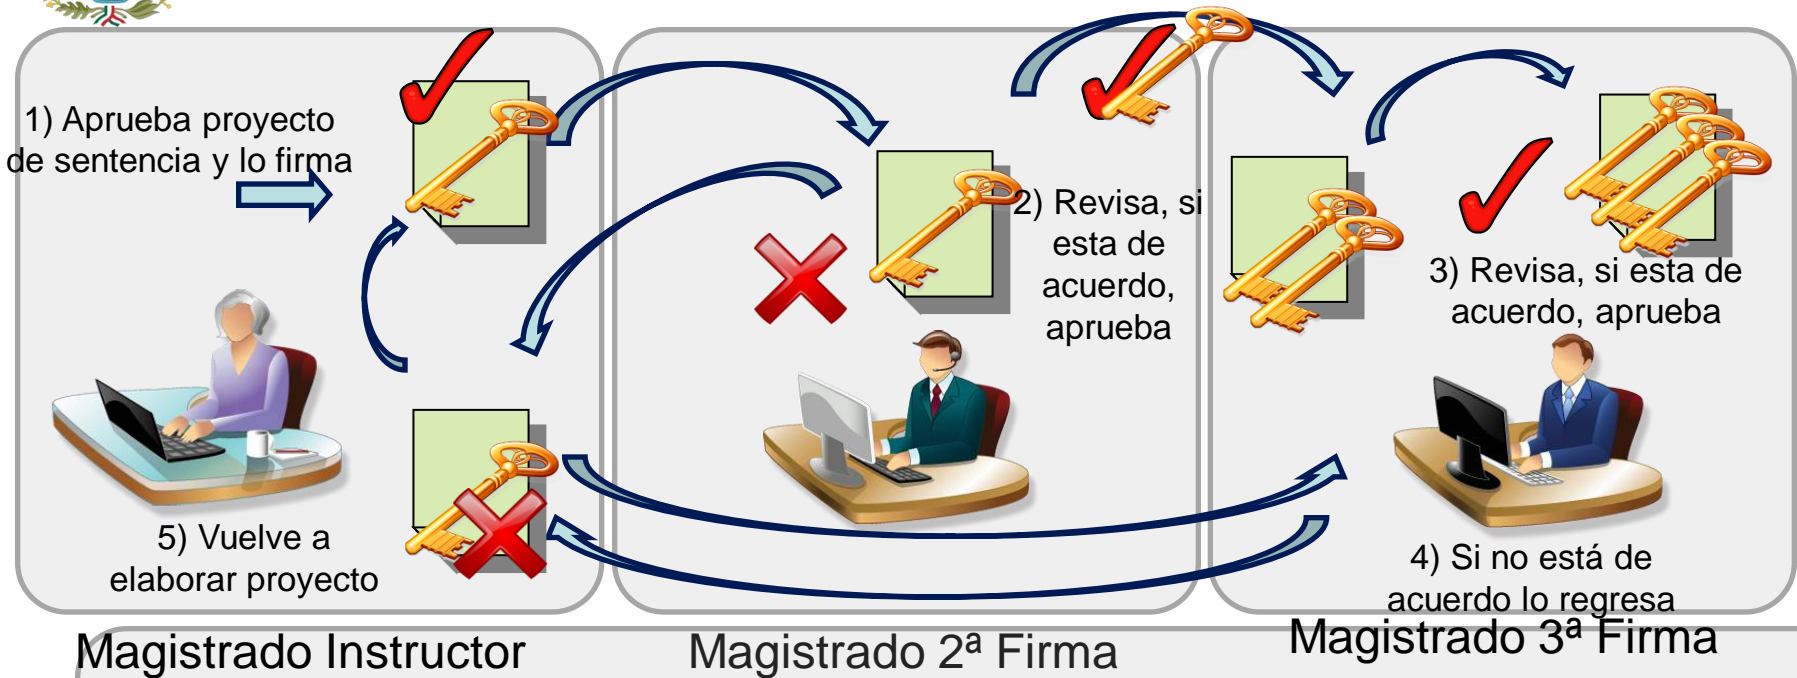 1) Aprueba proyecto
de sentencia y lo firma
2) Revisa, si
esta de
acuerdo,
aprueba
3) Revisa, si esta de
acuerdo, aprueba
4) Si no está de
acuerdo lo regresa
5) Vuelve a
elaborar proyecto
Magistrado Instructor
Magistrado 2ª Firma
Magistrado 3ª Firma